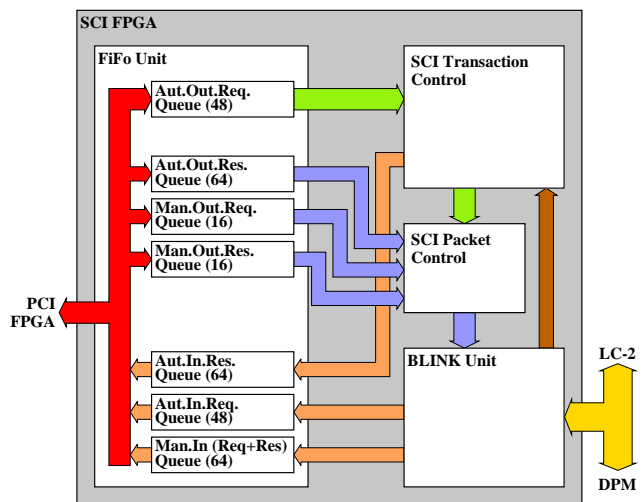 SCI FPGA
FiFo Unit
Aut.Out.Req.
Queue (48)
Aut.Out.Res.
Queue (64)
Man.Out.Req.
Queue (16)
Man.Out.Res.
Queue (16)
Aut.In.Res.
Queue (64)
Aut.In.Req.
Queue (48)
Man.In (Req+Res)
Queue (64)
SCI Transaction
Control
SCI Packet
Control
BLINK Unit
PCI
FPGA
LC-2
DPM